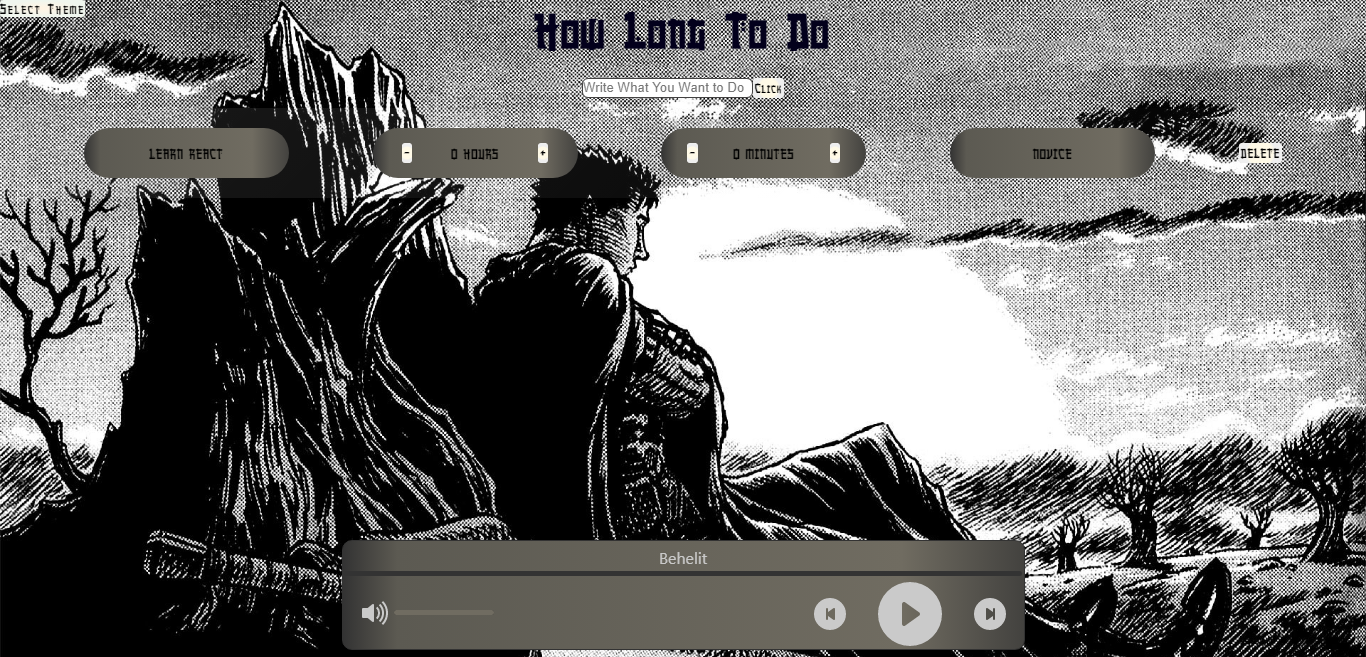 Select Theme
How Long To Do
Write What You Want to Do Click
LEARN REACT - 0 HOURS + - 0 MINUTES + NOVICE DELETE
Behelit